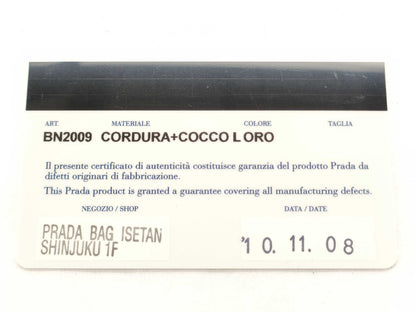 ART. MATERIALE COLORE TAGLIA
BN2009 CORDURA+COCCO L ORO
Il presente certificato di autenticità costituisce garanzia del prodotto Prada da
difetti originari di fabbricazione.
This Prada product is granted a guarantee covering all manufacturing defects.
NEGOZIO / SHOP DATA / DATE
PRADA BAG ISETAN
SHINJUKU 1F
'10. 11. 08